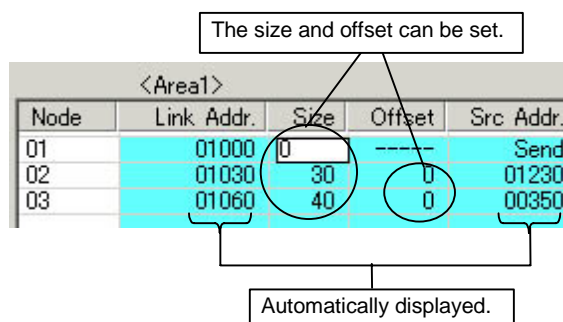 The size and offset can be set.
<Area1>
Node Link Addr. Size Offset Src Addr.
01 01000 0 ----- Send
02 01030 30 0 01230
03 01060 40 0 00350
Automatically displayed.